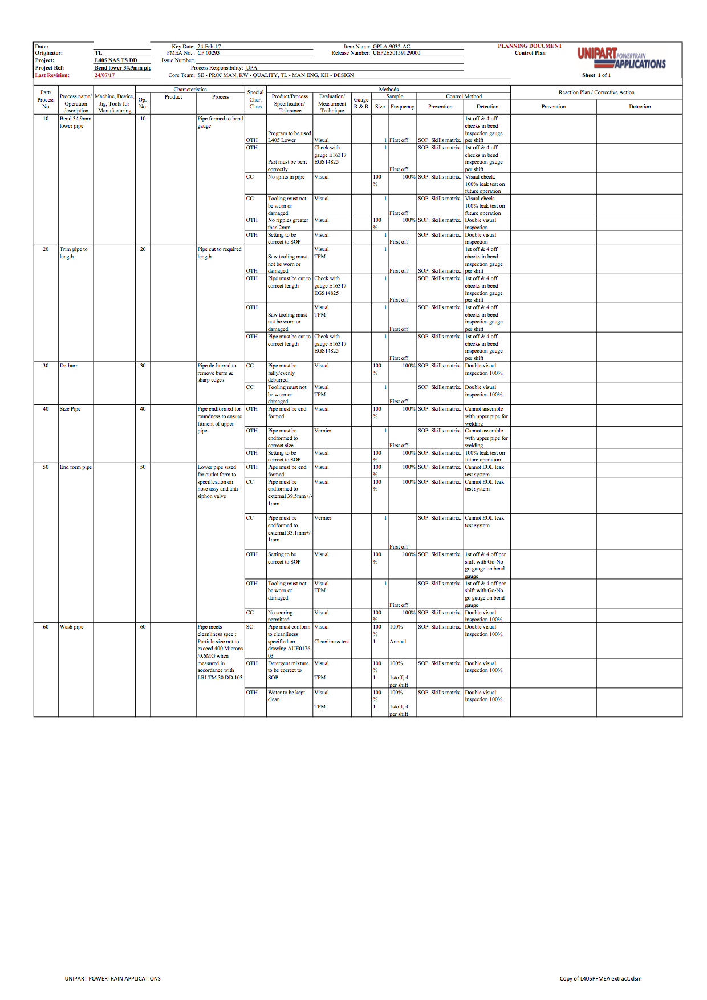 Date: Key Date: 24-Feb-17 Item Name: GPLA-9032-AC PLANNING DOCUMENT
Originator: TL FMEA No. : CP 00293 Release Number: UEP2E50159129000 Control Plan
Project: L405 NAS TS DD Issue Number:
Project Ref: Bend lower 34.9mm pip Process Responsibility: UPA
Last Revision: 24/07/17 Core Team: SE - PROJ MAN, KW - QUALITY, TL - MAN ENG, KH - DESIGN Sheet 1 of 1
UNIPART POWERTRAIN
APPLICATIONS
Part/ Process No.
Process name/ Operation description
Machine, Device, Jig, Tools for Manufacturing
Characteristics
Op. No.
Product
Process
Special Char. Class
Methods
Product/Process Specification/ Tolerance
Evaluation/ Measurment Technique
Gauge R & R
Sample
Size
Frequency
Control Method
Prevention
Detection
Reaction Plan / Corrective Action
Prevention
Detection
10 Bend 34.9mm lower pipe 10 Pipe formed to bend gauge
OTH Program to be used L405 Lower Visual 1 First off SOP. Skills matrix. 1st off & 4 off checks in bend inspection gauge per shift
OTH Part must be bent correctly Check with gauge E16317 EGS14825 1 First off SOP. Skills matrix. 1st off & 4 off checks in bend inspection gauge per shift
CC No splits in pipe Visual 100 % 100% SOP. Skills matrix. Visual check. 100% leak test on future operation
CC Tooling must not be worn or damaged Visual 1 First off SOP. Skills matrix. Visual check. 100% leak test on future operation
OTH No ripples greater than 2mm Visual 100 % 100% SOP. Skills matrix. Double visual inspection
OTH Setting to be correct to SOP Visual 1 First off SOP. Skills matrix. Double visual inspection
20 Trim pipe to length 20 Pipe cut to required length
OTH Saw tooling must not be worn or damaged Visual TPM 1 First off SOP. Skills matrix. 1st off & 4 off checks in bend inspection gauge per shift
OTH Pipe must be cut to correct length Check with gauge E16317 EGS14825 1 First off SOP. Skills matrix. 1st off & 4 off checks in bend inspection gauge per shift
OTH Saw tooling must not be worn or damaged Visual TPM 1 First off SOP. Skills matrix. 1st off & 4 off checks in bend inspection gauge per shift
OTH Pipe must be cut to correct length Check with gauge E16317 EGS14825 1 First off SOP. Skills matrix. 1st off & 4 off checks in bend inspection gauge per shift
30 De-burr 30 Pipe de-burred to remove burrs & sharp edges
CC Pipe must be fully/evenly deburred Visual 100 % 100% SOP. Skills matrix. Double visual inspection 100%.
CC Tooling must not be worn or damaged Visual TPM 1 First off SOP. Skills matrix. Double visual inspection 100%.
40 Size Pipe 40 Pipe endformed for roundness to ensure fitment of upper pipe
OTH Pipe must be end formed Visual 100 % 100% SOP. Skills matrix. Cannot assemble with upper pipe for welding
OTH Pipe must be endformed to correct size Vernier 1 First off SOP. Skills matrix. Cannot assemble with upper pipe for welding
OTH Setting to be correct to SOP Visual 100 % 100% SOP. Skills matrix. 100% leak test on future operation
50 End form pipe 50 Lower pipe sized for outlet form to specification on hose assy and anti-siphon valve
OTH Pipe must be end formed Visual 100 % 100% SOP. Skills matrix. Cannot EOL leak test system
CC Pipe must be endformed to external 39.5mm+/-1mm Visual 100 % 100% SOP. Skills matrix. Cannot EOL leak test system
CC Pipe must be endformed to external 33.1mm+/-1mm Vernier 1 First off SOP. Skills matrix. Cannot EOL leak test system
OTH Setting to be correct to SOP Visual 100 % 100% SOP. Skills matrix. 1st off & 4 off per shift with Go-No go gauge on bend gauge
OTH Tooling must not be worn or damaged Visual TPM 1 First off SOP. Skills matrix. 1st off & 4 off per shift with Go-No go gauge on bend gauge
CC No scoring permitted Visual 100 % 100% SOP. Skills matrix. Double visual inspection 100%.
60 Wash pipe 60 Pipe meets cleanliness spec : Particle size not to exceed 400 Microns /0.6MG when measured in accordance with LRLTM.30.DD.103
SC Pipe must conform to cleanliness specified on drawing AUE0176-03 Visual Cleanliness test 100 % 1 100% Annual SOP. Skills matrix. Double visual inspection 100%.
OTH Detergent mixture to be correct to SOP Visual TPM 100 % 1 100% 1stoff, 4 per shift SOP. Skills matrix. Double visual inspection 100%.
OTH Water to be kept clean Visual TPM 100 % 1 100% 1stoff, 4 per shift SOP. Skills matrix. Double visual inspection 100%.
UNIPART POWERTRAIN APPLICATIONS Copy of L405PFMEA extract.xlsm